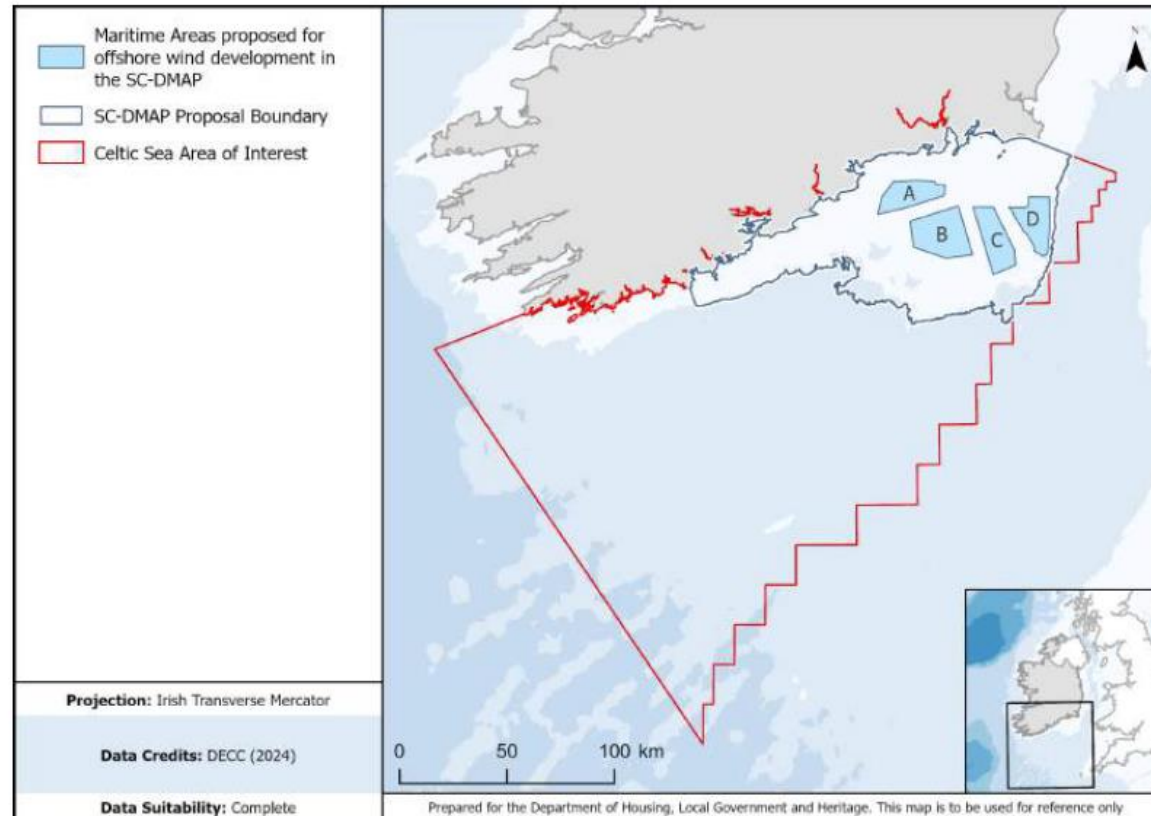 Maritime Areas proposed for
offshore wind development in
the SC-DMAP
SC-DMAP Proposal Boundary
Celtic Sea Area of Interest
Projection: Irish Transverse Mercator
Data Credits: DECC (2024)
Data Suitability: Complete
N
A
B
C
D
0 50 100 km
Prepared for the Department of Housing, Local Government and Heritage. This map is to be used for reference only